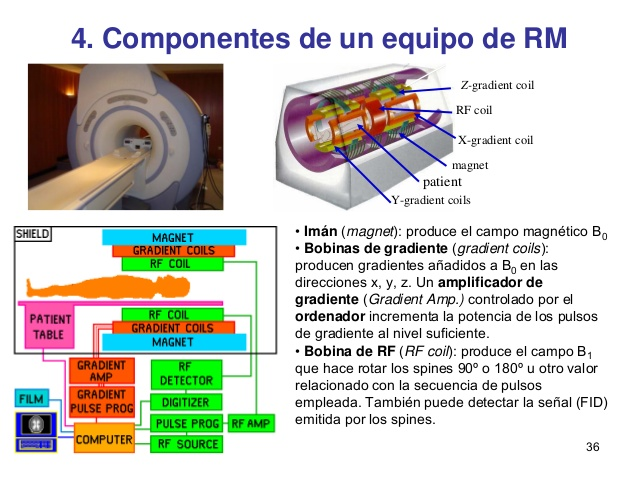 4. Componentes de un equipo de RM
Z-gradient coil
RF coil
X-gradient coil
magnet
patient
Y-gradient coils
SHIELD
MAGNET
GRADIENT COILS
RF COIL
PATIENT
TABLE
RF COIL
GRADIENT COILS
MAGNET
GRADIENT
AMP
RF
DETECTOR
FILM
GRADIENT
PULSE PROG
DIGITIZER
PULSE PROG
RF AMP
COMPUTER
RF SOURCE
• Imán (magnet): produce el campo magnético B0
• Bobinas de gradiente (gradient coils):
producen gradientes añadidos a B0 en las
direcciones x, y, z. Un amplificador de
gradiente (Gradient Amp.) controlado por el
ordenador incrementa la potencia de los pulsos
de gradiente al nivel suficiente.
• Bobina de RF (RF coil): produce el campo B1
que hace rotar los spines 90º o 180º u otro valor
relacionado con la secuencia de pulsos
empleada. También puede detectar la señal (FID)
emitida por los spines.
36